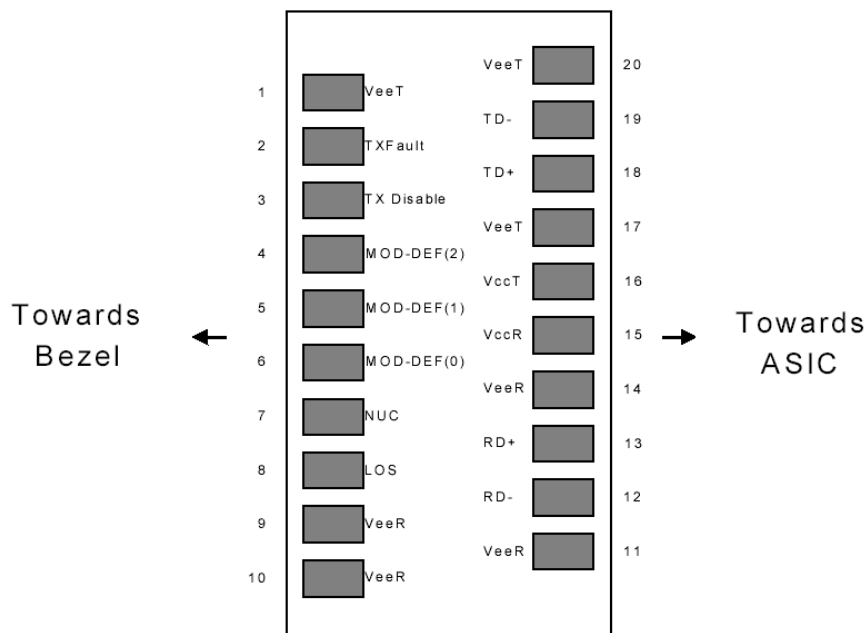 VeeT 20
1 VeeT
TD- 19
2 TXFault
TD+ 18
3 TX Disable
VeeT 17
4 MOD-DEF(2)
VccT 16
5 MOD-DEF(1)
Towards
Bezel
VccR 15
Towards
ASIC
6 MOD-DEF(0)
VeeR 14
7 NUC
RD+ 13
8 LOS
RD- 12
9 VeeR
VeeR 11
10 VeeR